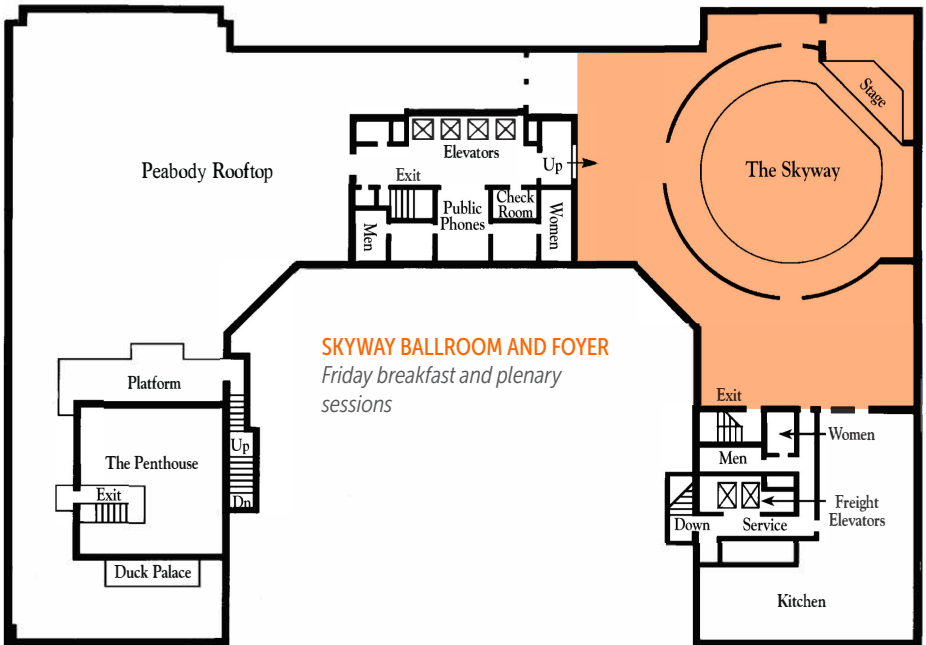 Stage
Elevators
Peabody Rooftop
Up
The Skyway
Exit
Check
Room
Public
Phones
Men
Women
SKYWAY BALLROOM AND FOYER
Friday breakfast and plenary
sessions
Platform
Exit
Women
Up
Men
The Penthouse
Exit
Dn
Freight
Elevators
Down
Service
Duck Palace
Kitchen